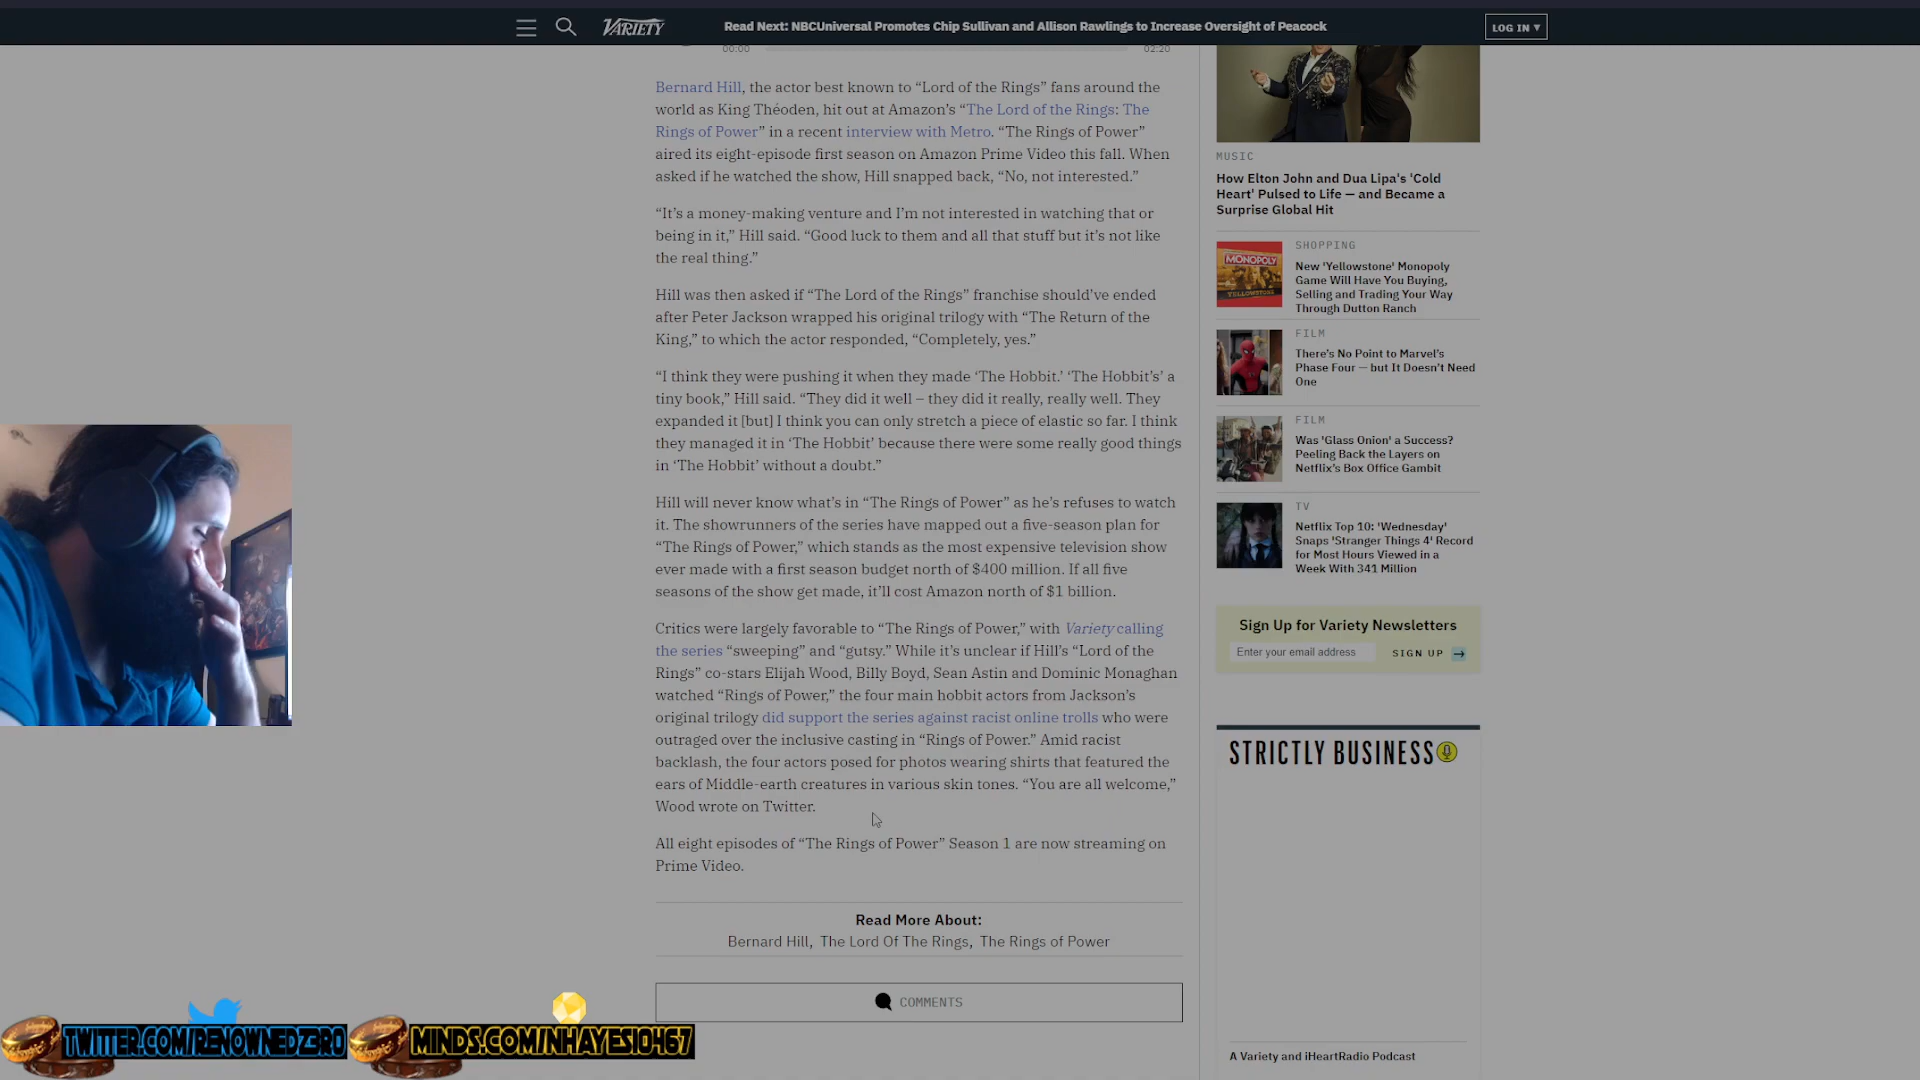 VARIETY
Read Next: NBCUniversal Promotes Chip Sullivan and Allison Rawlings to Increase Oversight of Peacock
LOG IN ▾
00:00
02:20
Bernard Hill, the actor best known to “Lord of the Rings” fans around the
world as King Théoden, hit out at Amazon’s “The Lord of the Rings: The
Rings of Power” in a recent interview with Metro. “The Rings of Power”
aired its eight-episode first season on Amazon Prime Video this fall. When
asked if he watched the show, Hill snapped back, “No, not interested.”
“It’s a money-making venture and I’m not interested in watching that or
being in it,” Hill said. “Good luck to them and all that stuff but it’s not like
the real thing.”
Hill was then asked if “The Lord of the Rings” franchise should’ve ended
after Peter Jackson wrapped his original trilogy with “The Return of the
King,” to which the actor responded, “Completely, yes.”
“I think they were pushing it when they made ‘The Hobbit.’ ‘The Hobbit’s’ a
tiny book,” Hill said. “They did it well – they did it really, really well. They
expanded it [but] I think you can only stretch a piece of elastic so far. I think
they managed it in ‘The Hobbit’ because there were some really good things
in ‘The Hobbit’ without a doubt.”
Hill will never know what’s in “The Rings of Power” as he’s refuses to watch
it. The showrunners of the series have mapped out a five-season plan for
“The Rings of Power,” which stands as the most expensive television show
ever made with a first season budget north of $400 million. If all five
seasons of the show get made, it’ll cost Amazon north of $1 billion.
Critics were largely favorable to “The Rings of Power,” with Variety calling
the series “sweeping” and “gutsy.” While it’s unclear if Hill’s “Lord of the
Rings” co-stars Elijah Wood, Billy Boyd, Sean Astin and Dominic Monaghan
watched “Rings of Power,” the four main hobbit actors from Jackson’s
original trilogy did support the series against racist online trolls who were
outraged over the inclusive casting in “Rings of Power.” Amid racist
backlash, the four actors posed for photos wearing shirts that featured the
ears of Middle-earth creatures in various skin tones. “You are all welcome,”
Wood wrote on Twitter.
All eight episodes of “The Rings of Power” Season 1 are now streaming on
Prime Video.
Read More About:
Bernard Hill, The Lord Of The Rings, The Rings of Power
COMMENTS
MUSIC
How Elton John and Dua Lipa's 'Cold
Heart' Pulsed to Life — and Became a
Surprise Global Hit
MONOPOLY
YELLOWSTONE
SHOPPING
New 'Yellowstone' Monopoly
Game Will Have You Buying,
Selling and Trading Your Way
Through Dutton Ranch
FILM
There’s No Point to Marvel’s
Phase Four — but It Doesn’t Need
One
FILM
Was 'Glass Onion' a Success?
Peeling Back the Layers on
Netflix’s Box Office Gambit
TV
Netflix Top 10: 'Wednesday'
Snaps 'Stranger Things 4' Record
for Most Hours Viewed in a
Week With 341 Million
Sign Up for Variety Newsletters
Enter your email address
SIGN UP →
STRICTLY BUSINESS
A Variety and iHeartRadio Podcast
TWITTER.COM/RENOWNEDZ3R0
MINDS.COM/NHAYES10467